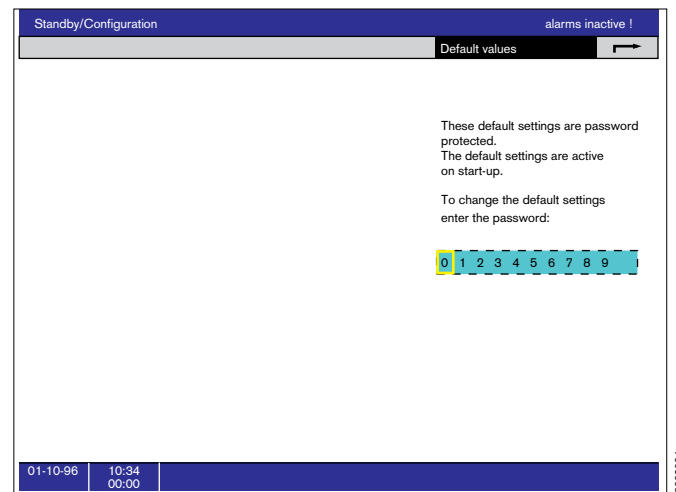 Standby/Configuration alarms inactive !
Default values
These default settings are password
protected.
The default settings are active
on start-up.
To change the default settings
enter the password:
0 1 2 3 4 5 6 7 8 9
01-10-96 10:34
00:00